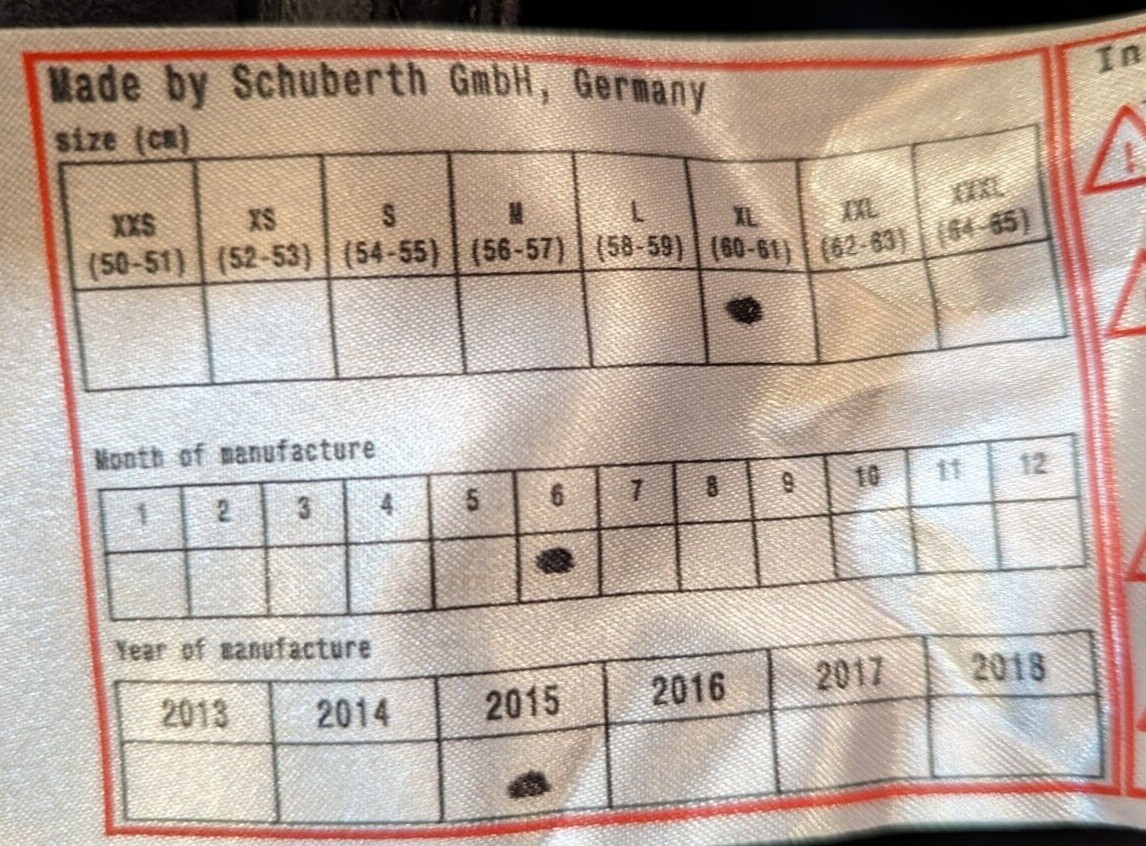 Made by Schuberth GmbH, Germany
In
size (cm)
XXS XS S M L XL XXL XXXL
(50-51) (52-53) (54-55) (56-57) (58-59) (60-61) (62-63) (64-65)
Month of manufacture
1 2 3 4 5 6 7 8 9 10 11 12
Year of manufacture
2013 2014 2015 2016 2017 2018